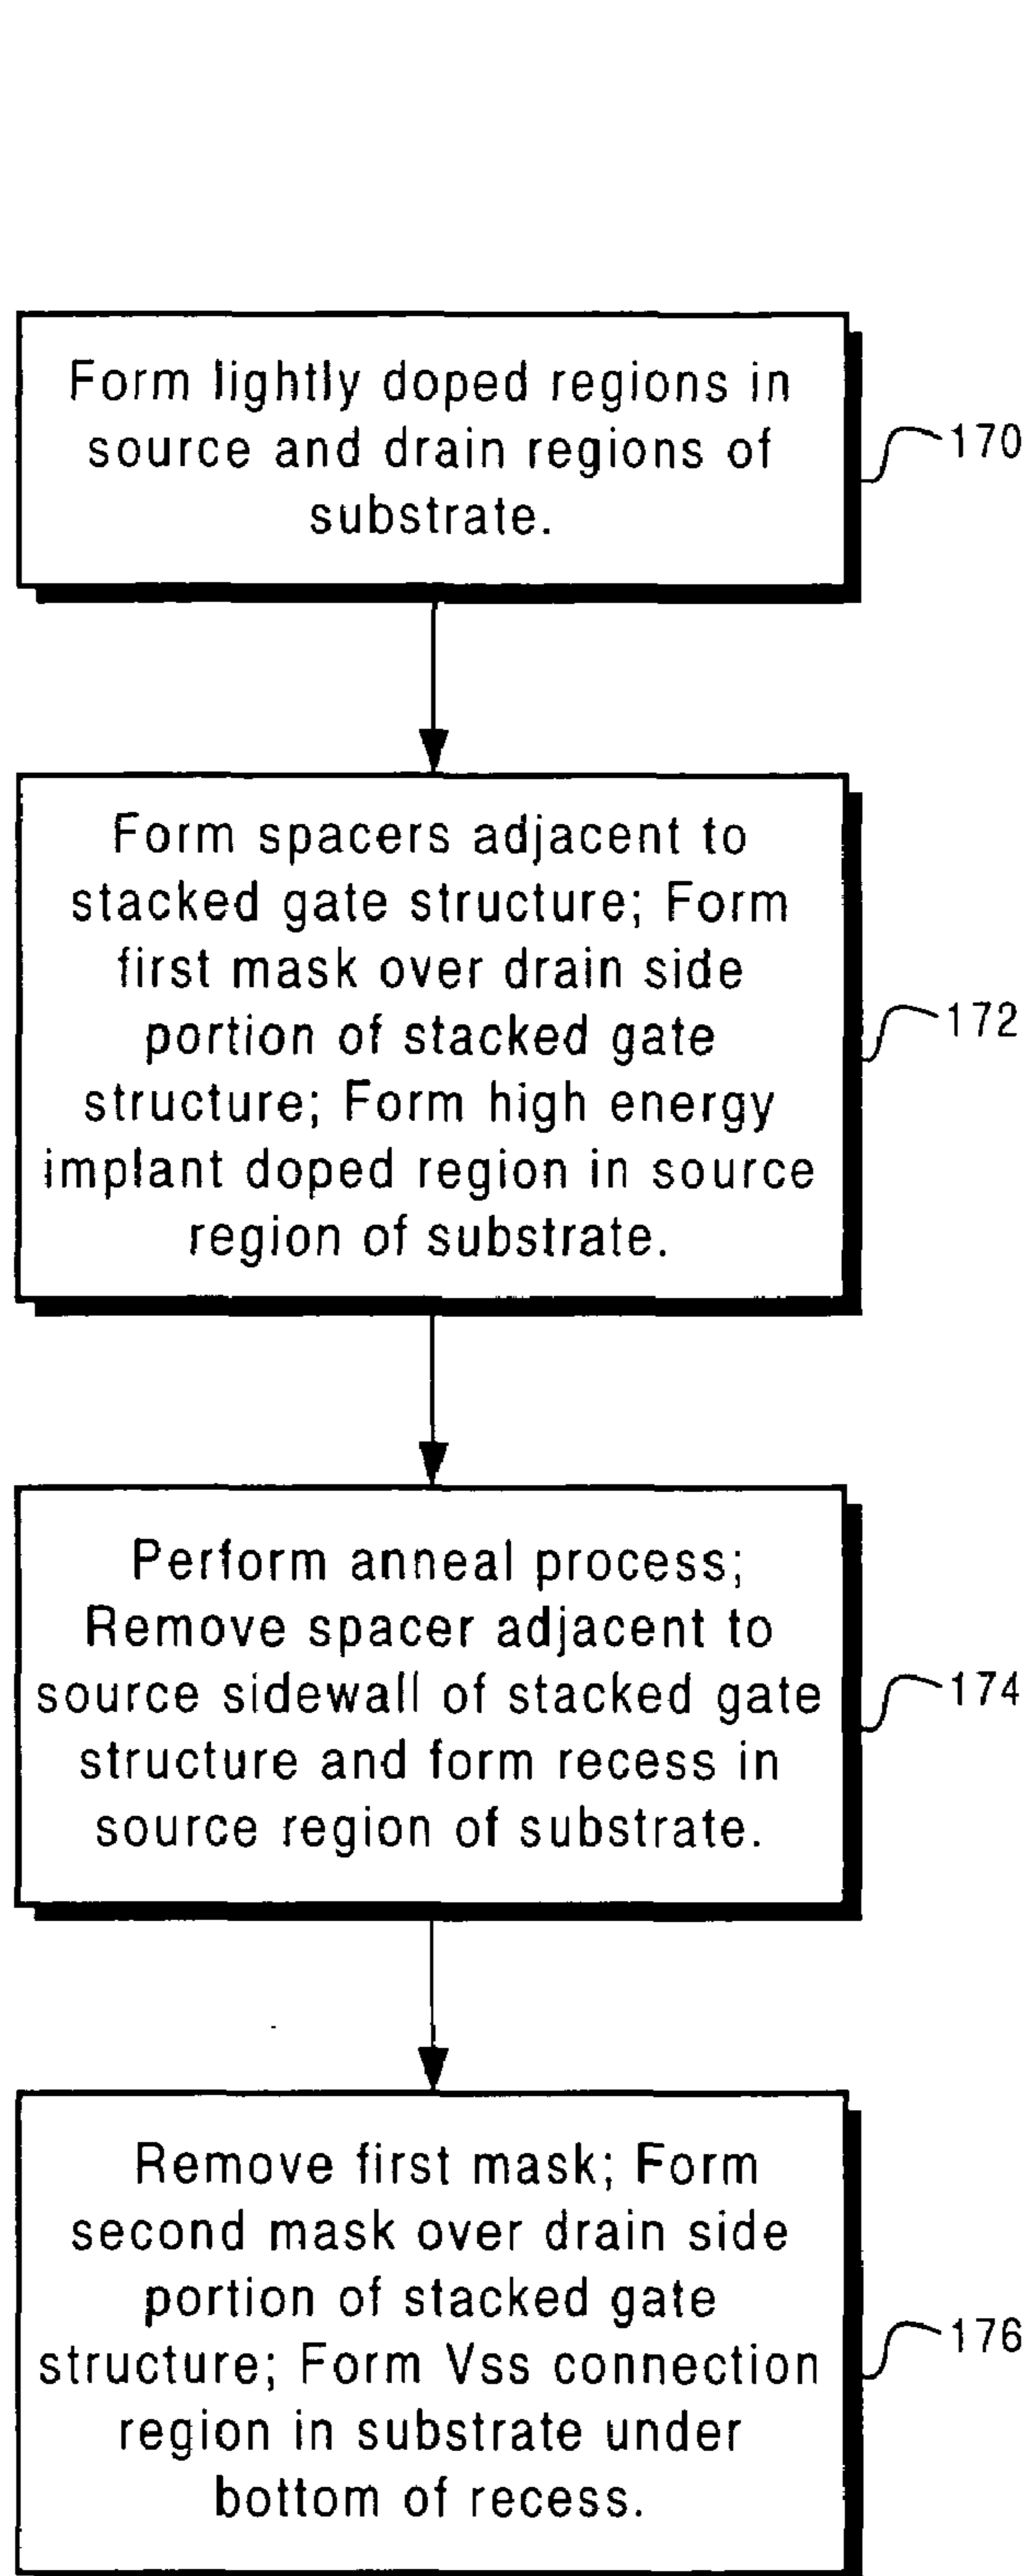 Form lightly doped regions in
source and drain regions of
substrate.
170
Form spacers adjacent to
stacked gate structure; Form
first mask over drain side
portion of stacked gate
structure; Form high energy
implant doped region in source
region of substrate.
172
Perform anneal process;
Remove spacer adjacent to
source sidewall of stacked gate
structure and form recess in
source region of substrate.
174
Remove first mask; Form
second mask over drain side
portion of stacked gate
structure; Form Vss connection
region in substrate under
bottom of recess.
176